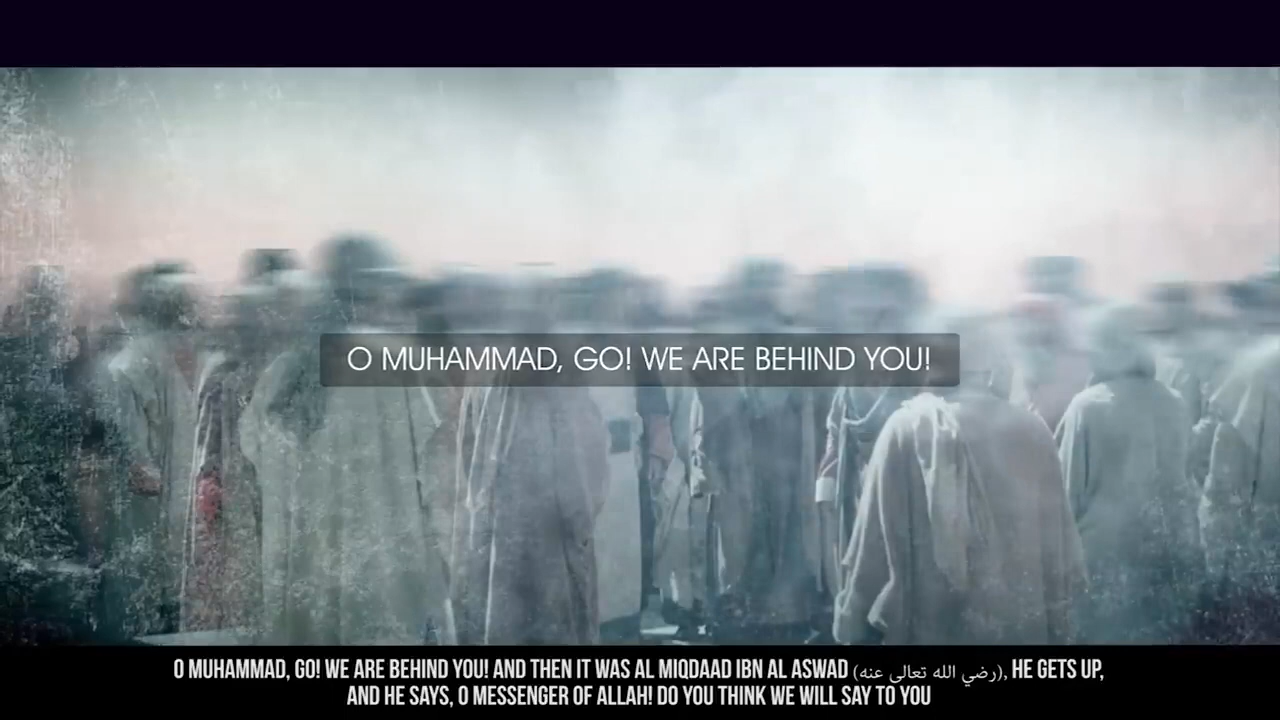 O MUHAMMAD, GO! WE ARE BEHIND YOU!
O MUHAMMAD, GO! WE ARE BEHIND YOU! AND THEN IT WAS AL MIQDAAD IBN AL ASWAD (رضي الله تعالى عنه), HE GETS UP,
AND HE SAYS, O MESSENGER OF ALLAH! DO YOU THINK WE WILL SAY TO YOU